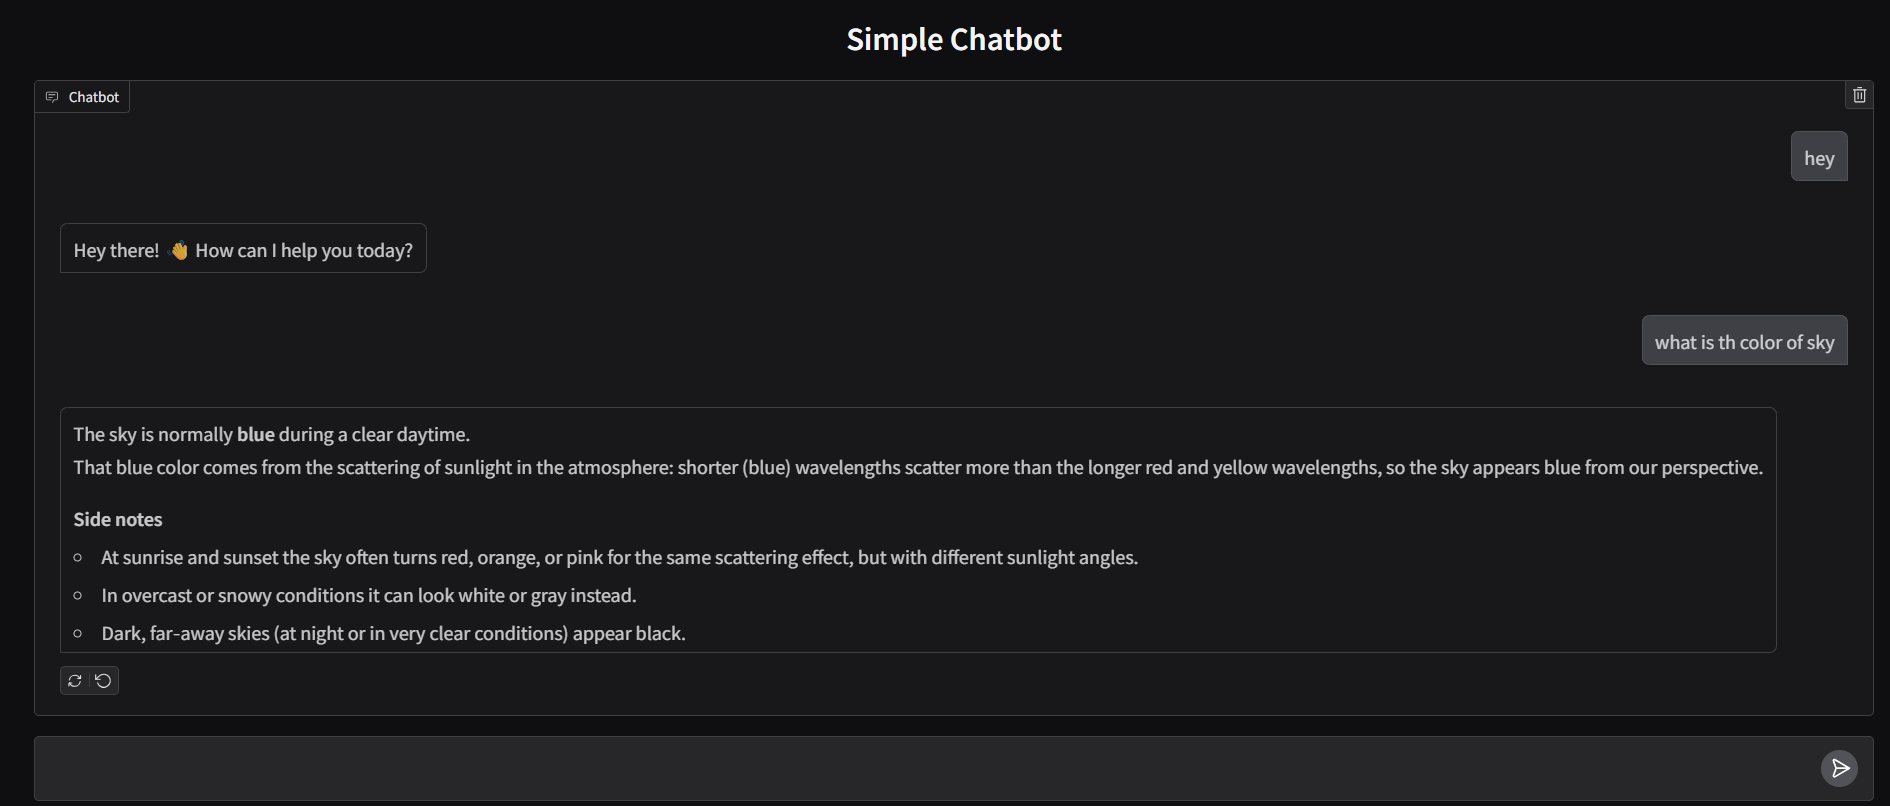 Simple Chatbot
Chatbot
hey
Hey there! 👋 How can I help you today?
what is th color of sky
The sky is normally blue during a clear daytime.
That blue color comes from the scattering of sunlight in the atmosphere: shorter (blue) wavelengths scatter more than the longer red and yellow wavelengths, so the sky appears blue from our perspective.
Side notes
At sunrise and sunset the sky often turns red, orange, or pink for the same scattering effect, but with different sunlight angles.
In overcast or snowy conditions it can look white or gray instead.
Dark, far-away skies (at night or in very clear conditions) appear black.